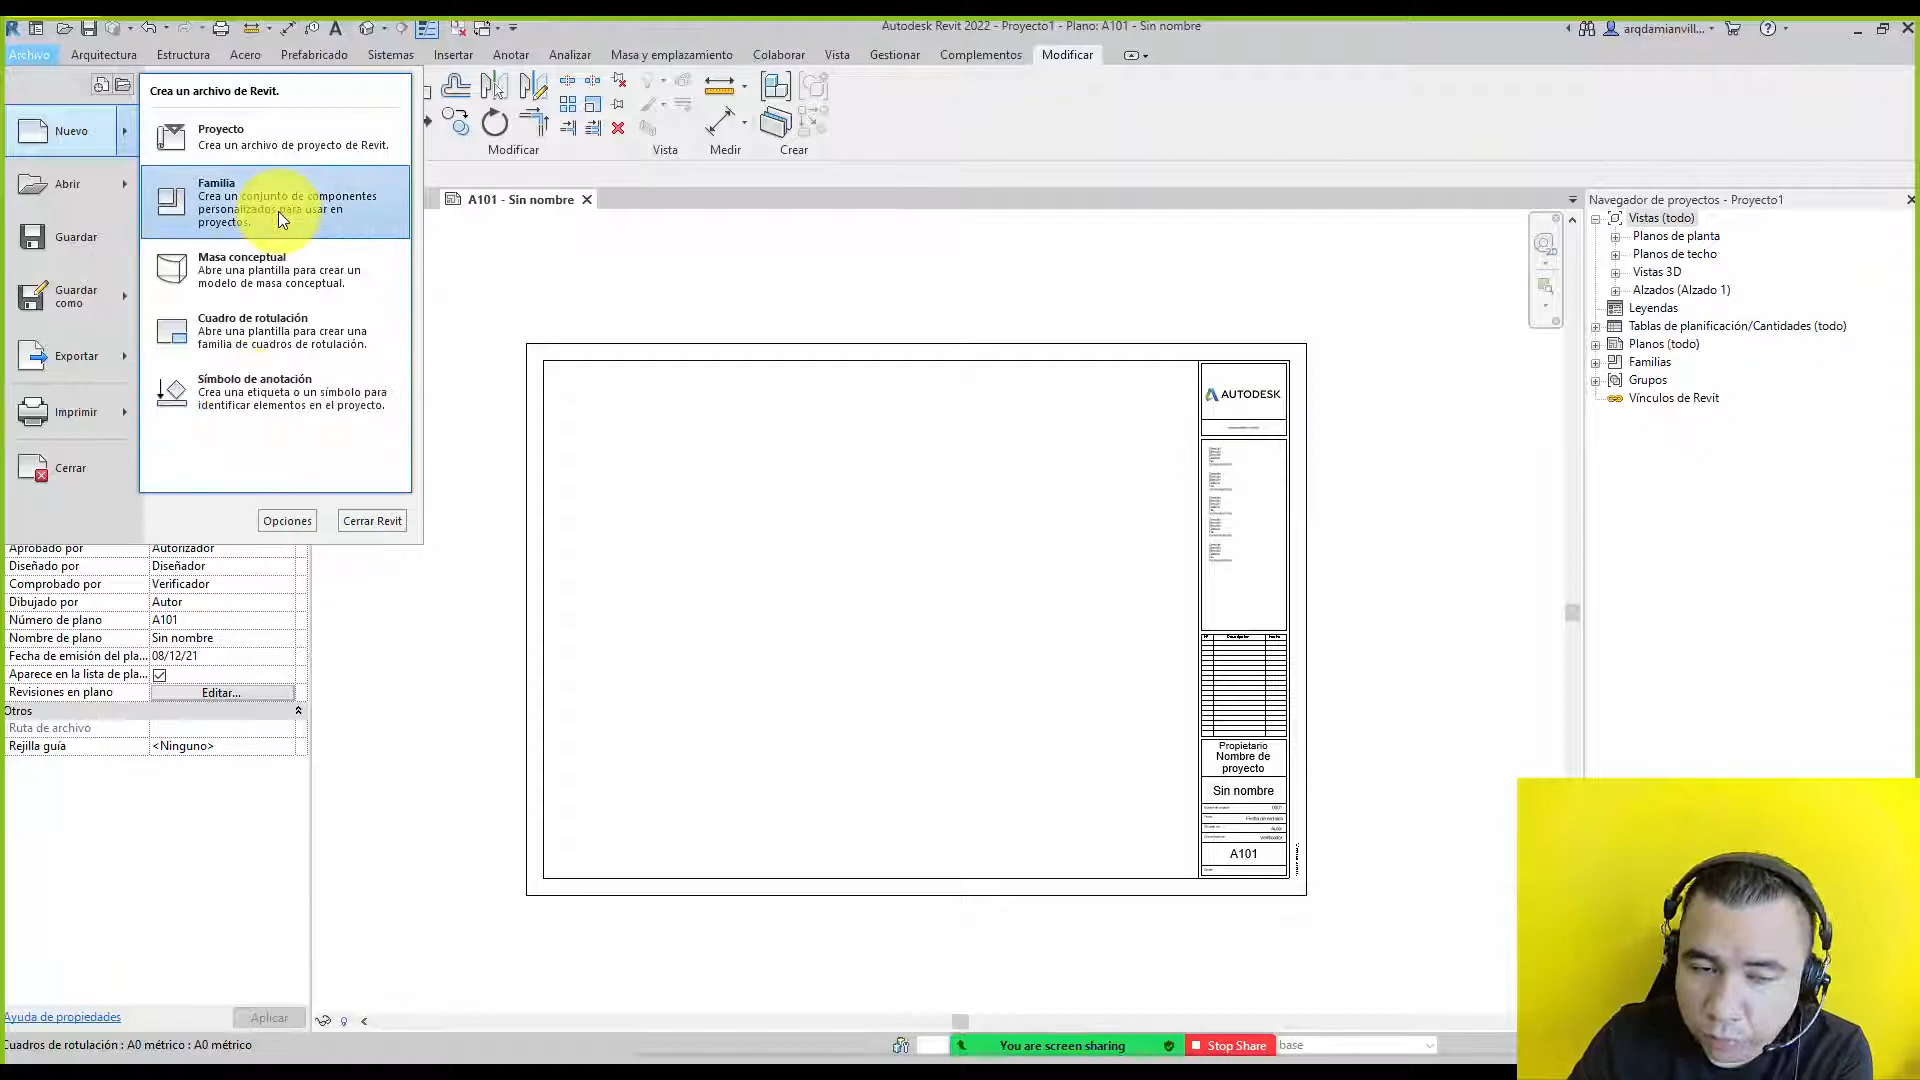 Autodesk Revit 2022 - Proyecto1 - Plano: A101 - Sin nombre
arqdamianvill...
Archivo
Arquitectura
Estructura
Acero
Prefabricado
Sistemas
Insertar
Anotar
Analizar
Masa y emplazamiento
Colaborar
Vista
Gestionar
Complementos
Modificar
Crea un archivo de Revit.
Nuevo
Abrir
Guardar
Guardar
como
Exportar
Imprimir
Cerrar
Proyecto
Crea un archivo de proyecto de Revit.
Familia
Crea un conjunto de componentes
personalizados para usar en
proyectos.
Masa conceptual
Abre una plantilla para crear un
modelo de masa conceptual.
Cuadro de rotulación
Abre una plantilla para crear una
familia de cuadros de rotulación.
Símbolo de anotación
Crea una etiqueta o un símbolo para
identificar elementos en el proyecto.
Opciones
Cerrar Revit
Modificar
Vista
Medir
Crear
A101 - Sin nombre
Navegador de proyectos - Proyecto1
Vistas (todo)
Planos de planta
Planos de techo
Vistas 3D
Alzados (Alzado 1)
Leyendas
Tablas de planificación/Cantidades (todo)
Planos (todo)
Familias
Grupos
Vínculos de Revit
2D
Aprobado por Autorizador
Diseñado por Diseñador
Comprobado por Verificador
Dibujado por Autor
Número de plano A101
Nombre de plano Sin nombre
Fecha de emisión del pla... 08/12/21
Aparece en la lista de pla...
Revisiones en plano Editar...
Otros
Ruta de archivo
Rejilla guía <Ninguno>
Ayuda de propiedades
Aplicar
AUTODESK
Propietario
Nombre de
proyecto
Sin nombre
0001
Fecha de emisión
Autor
Verificador
A101
Cuadros de rotulación : A0 métrico : A0 métrico
You are screen sharing
Stop Share
base